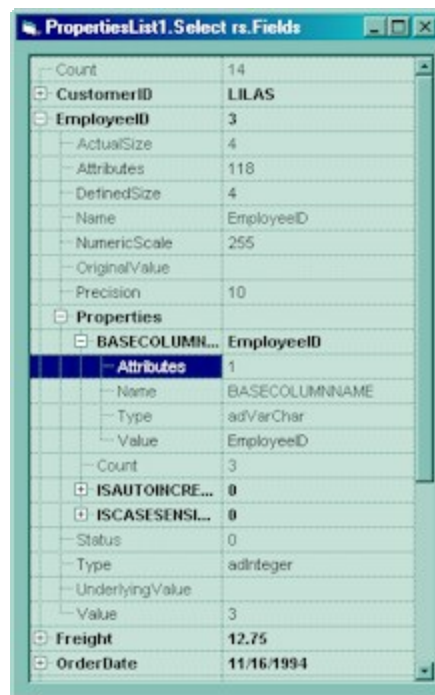 PropertiesList1.Select rs.Fields
Count 14
CustomerID LILAS
EmployeeID 3
ActualSize 4
Attributes 118
DefinedSize 4
Name EmployeeID
NumericScale 255
OriginalValue
Precision 10
Properties
BASECOLUMN... EmployeeID
Attributes 1
Name BASECOLUMNNAME
Type adVarChar
Value EmployeeID
Count 3
ISAUTOINCRE... 0
ISCASESENSI... 0
Status 0
Type adInteger
UnderlyingValue
Value 3
Freight 12.75
OrderDate 11/16/1994